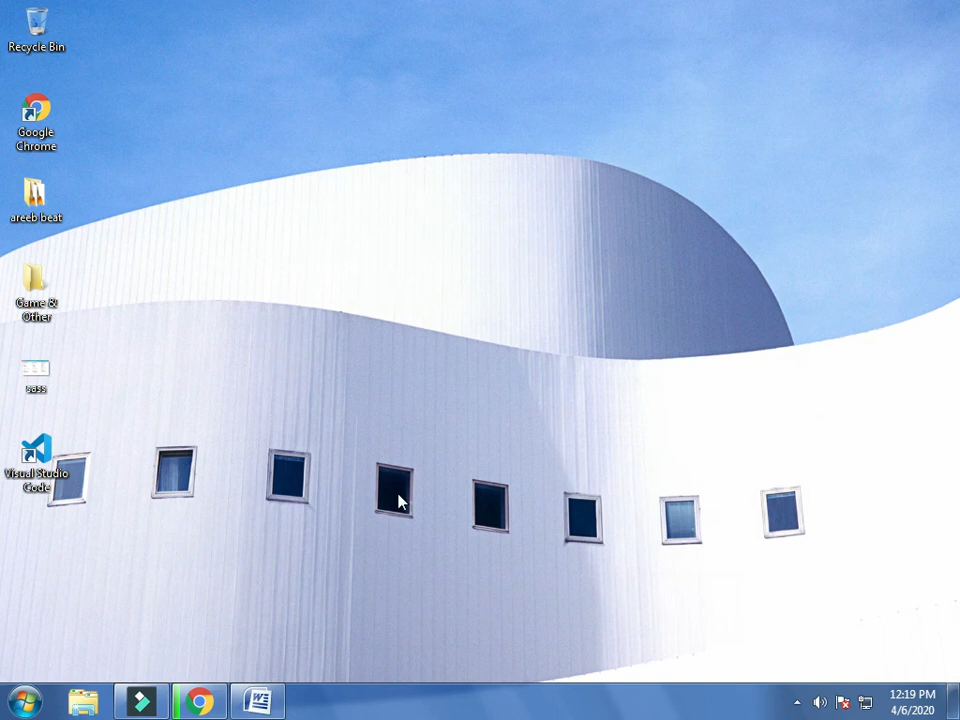 Recycle Bin
Google
Chrome
areeb beat
Game &
Other
sass
Visual Studio
Code
12:19 PM
4/6/2020